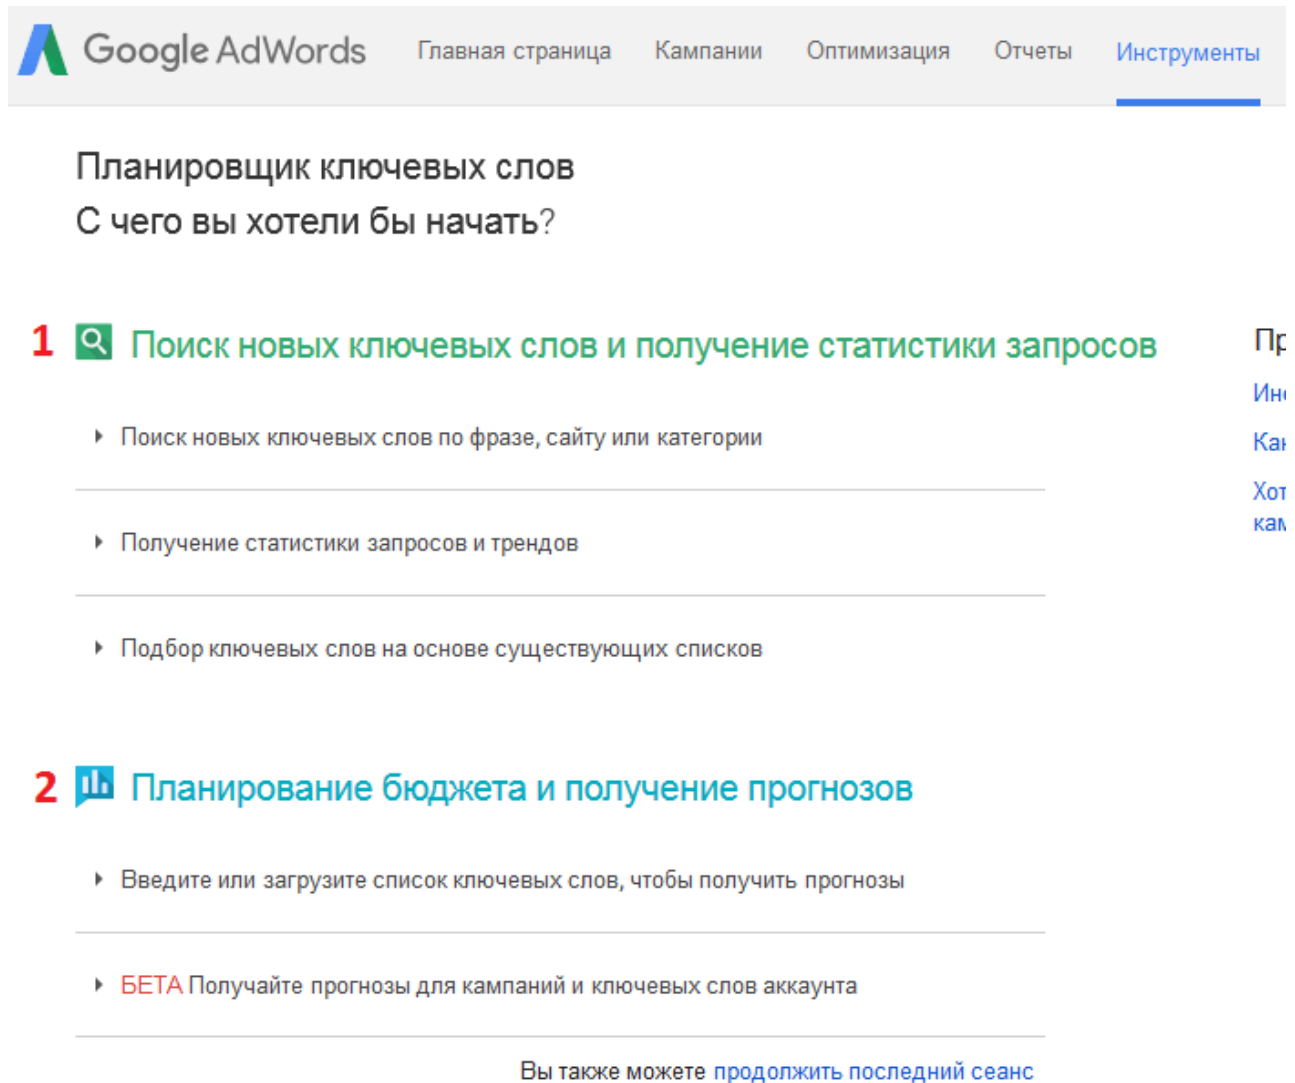 Google AdWords Главная страница Кампании Оптимизация Отчеты Инструменты
Планировщик ключевых слов
С чего вы хотели бы начать?
1 Поиск новых ключевых слов и получение статистики запросов
Поиск новых ключевых слов по фразе, сайту или категории
Получение статистики запросов и трендов
Подбор ключевых слов на основе существующих списков
2 Планирование бюджета и получение прогнозов
Введите или загрузите список ключевых слов, чтобы получить прогнозы
БЕТА Получайте прогнозы для кампаний и ключевых слов аккаунта
Вы также можете продолжить последний сеанс